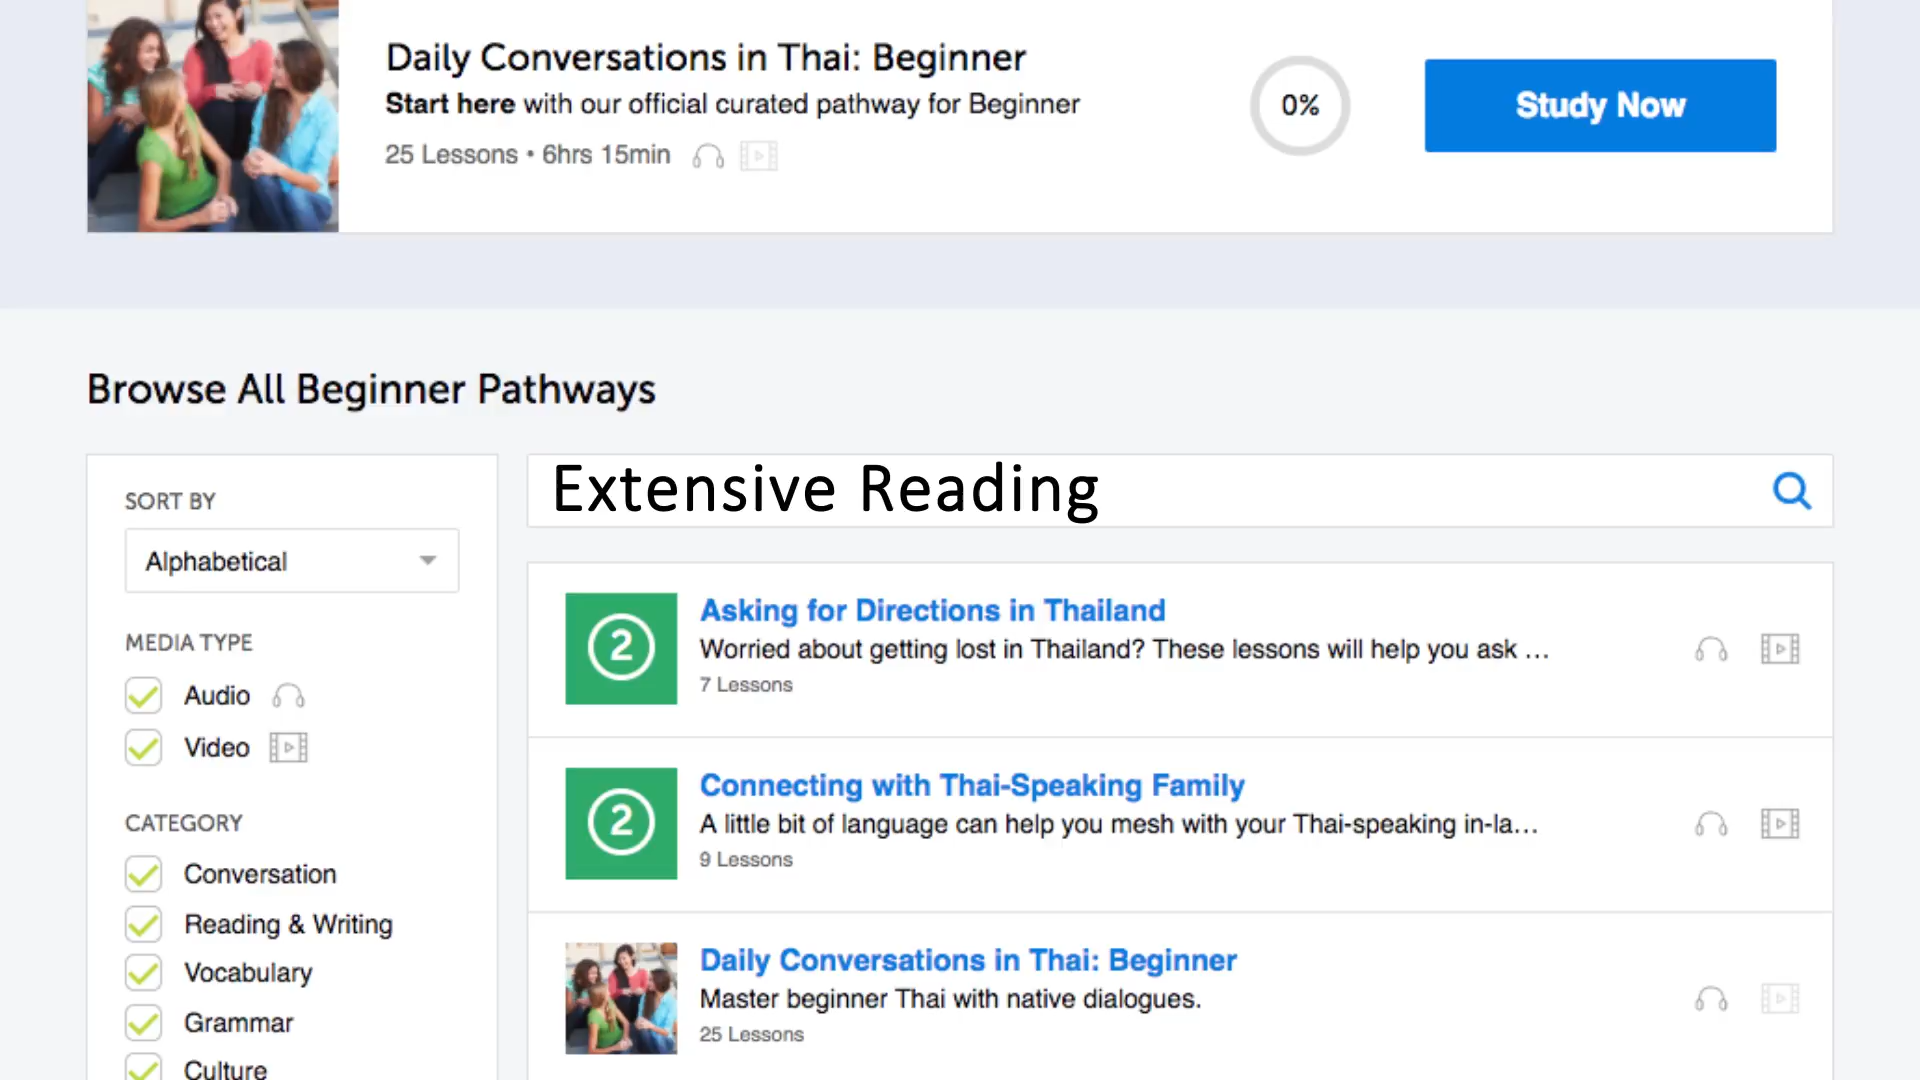 Daily Conversations in Thai: Beginner
Start here with our official curated pathway for Beginner
25 Lessons • 6hrs 15min
0%
Study Now
Browse All Beginner Pathways
SORT BY
Alphabetical
MEDIA TYPE
Audio
Video
CATEGORY
Conversation
Reading & Writing
Vocabulary
Grammar
Culture
Extensive Reading
2
Asking for Directions in Thailand
Worried about getting lost in Thailand? These lessons will help you ask ...
7 Lessons
2
Connecting with Thai-Speaking Family
A little bit of language can help you mesh with your Thai-speaking in-la...
9 Lessons
Daily Conversations in Thai: Beginner
Master beginner Thai with native dialogues.
25 Lessons